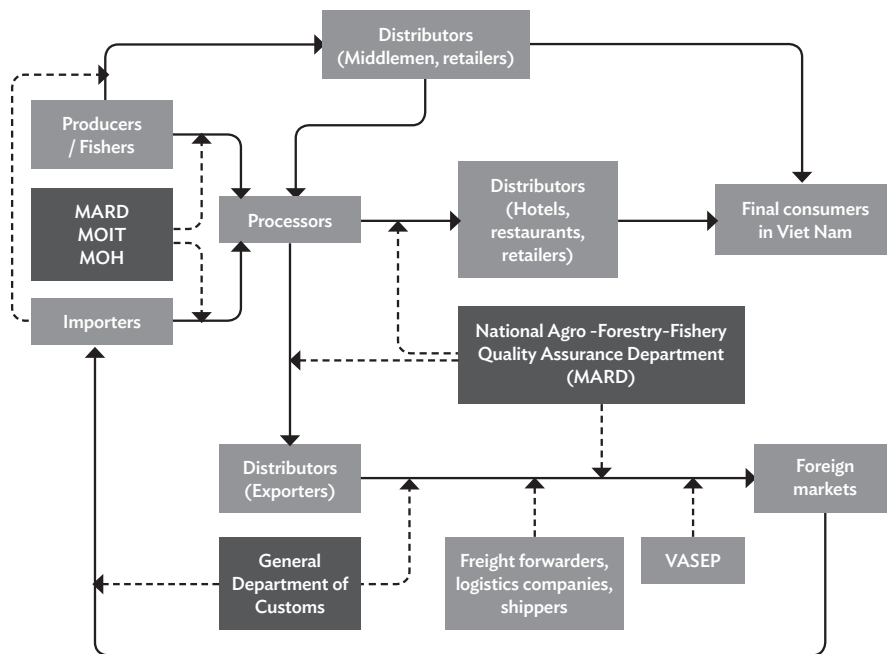 Distributors
(Middlemen, retailers)
Producers
/ Fishers
MARD
MOIT
MOH
Importers
Processors
Distributors
(Hotels,
restaurants,
retailers)
Final consumers
in Viet Nam
National Agro -Forestry-Fishery
Quality Assurance Department
(MARD)
Distributors
(Exporters)
Foreign
markets
General
Department of
Customs
Freight forwarders,
logistics companies,
shippers
VASEP